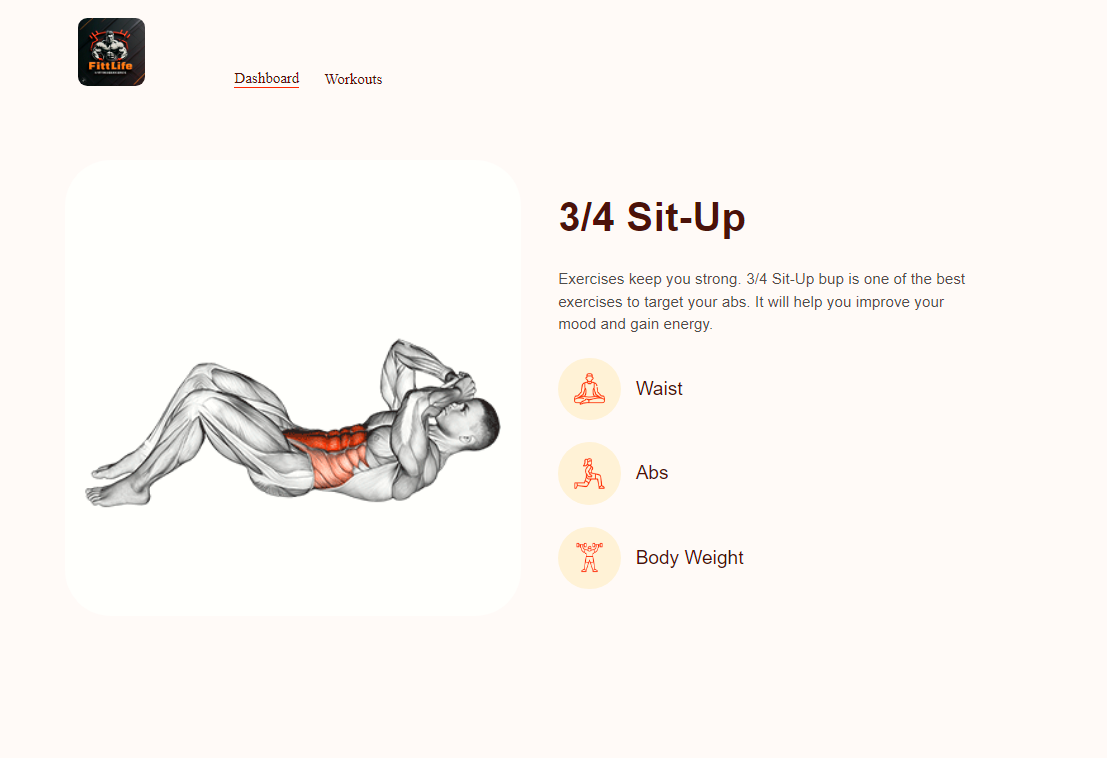 FittLife
Dashboard
Workouts
3/4 Sit-Up
Exercises keep you strong. 3/4 Sit-Up bup is one of the best
exercises to target your abs. It will help you improve your
mood and gain energy.
Waist
Abs
Body Weight